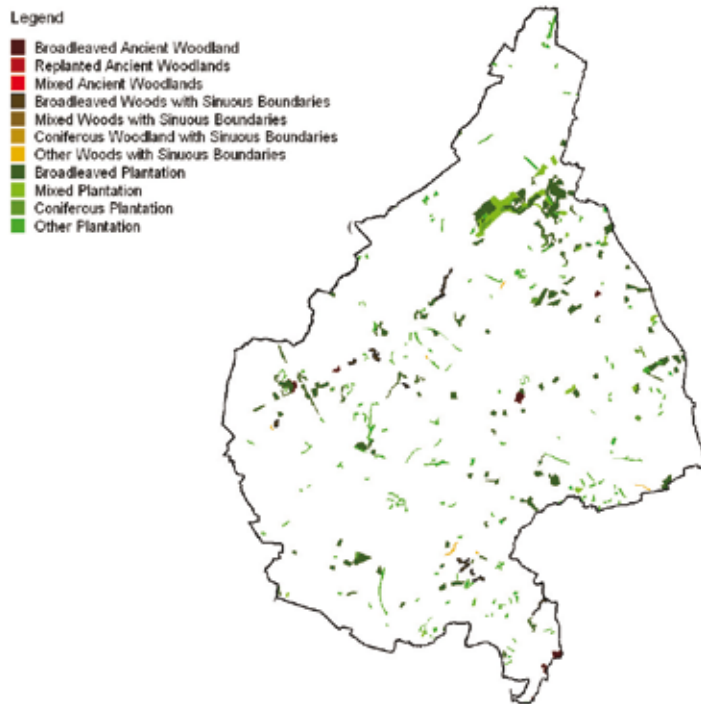 Legend
Broadleaved Ancient Woodland
Replanted Ancient Woodlands
Mixed Ancient Woodlands
Broadleaved Woods with Sinuous Boundaries
Mixed Woods with Sinuous Boundaries
Coniferous Woodland with Sinuous Boundaries
Other Woods with Sinuous Boundaries
Broadleaved Plantation
Mixed Plantation
Coniferous Plantation
Other Plantation